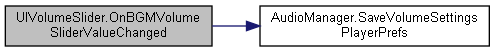 UIVolumeSlider.OnBGMVolume
SliderValueChanged
AudioManager.SaveVolumeSettings
PlayerPrefs